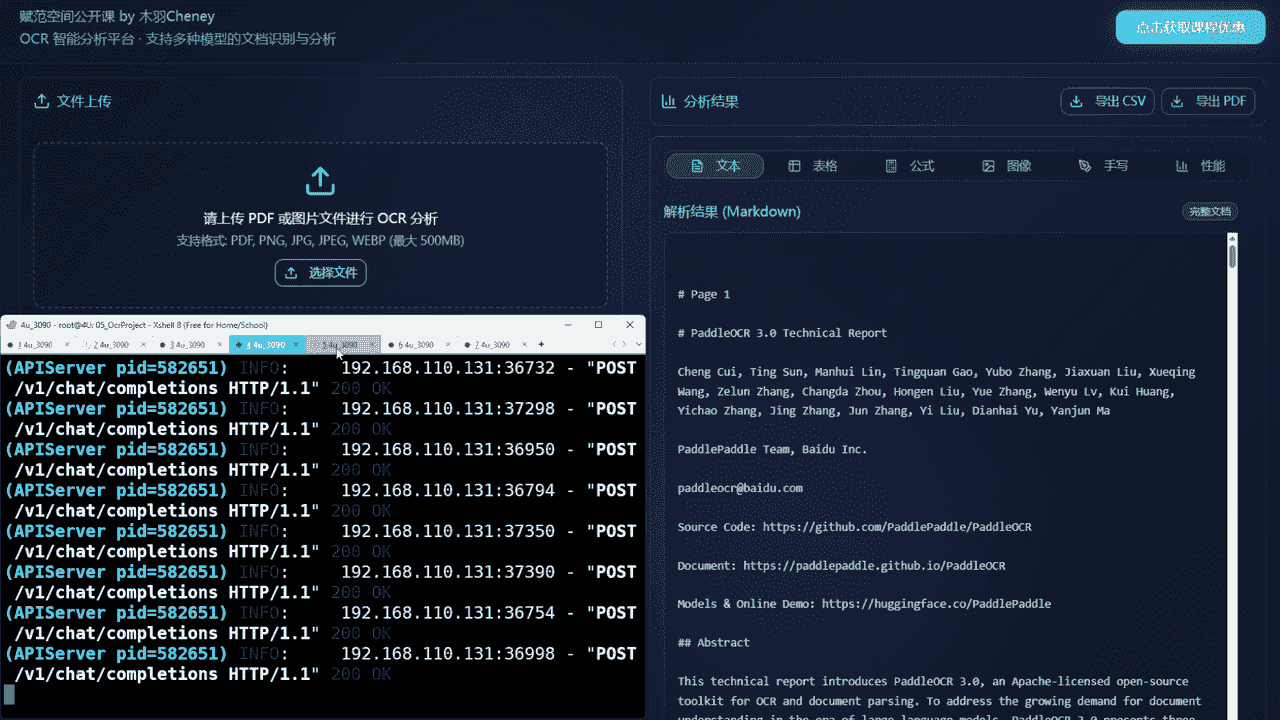 赋范空间公开课 by 木羽Cheney
OCR 智能分析平台 · 支持多种模型的文档识别与分析
点击获取课程优惠
文件上传
请上传 PDF 或图片文件进行 OCR 分析
支持格式: PDF, PNG, JPG, JPEG, WEBP (最大 500MB)
选择文件
分析结果
导出 CSV
导出 PDF
文本
表格
公式
图像
手写
性能
解析结果 (Markdown)
完整文档
# Page 1
# PaddleOCR 3.0 Technical Report
Cheng Cui, Ting Sun, Manhui Lin, Tingquan Gao, Yubo Zhang, Jiaxuan Liu, Xueqing
Wang, Zelun Zhang, Changda Zhou, Hongen Liu, Yue Zhang, Wenyu Lv, Kui Huang,
Yichao Zhang, Jing Zhang, Jun Zhang, Yi Liu, Dianhai Yu, Yanjun Ma
PaddlePaddle Team, Baidu Inc.
paddleocr@baidu.com
Source Code: https://github.com/PaddlePaddle/PaddleOCR
Document: https://paddlepaddle.github.io/PaddleOCR
Models & Online Demo: https://huggingface.co/PaddlePaddle
## Abstract
This technical report introduces PaddleOCR 3.0, an Apache-licensed open-source
toolkit for OCR and document parsing. To address the growing demand for document
understanding in the era of large language models, PaddleOCR 3.0 presents three
4u_3090 - root@4U: 05_OcrProject - Xshell 8 (Free for Home/School)
1 4u_3090
2 4u_3090
3 4u_3090
4 4u_3090
5 4u_3090
6 4u_3090
7 4u_3090
(APIServer pid=582651) INFO: 192.168.110.131:36732 - "POST
/v1/chat/completions HTTP/1.1" 200 OK
(APIServer pid=582651) INFO: 192.168.110.131:37298 - "POST
/v1/chat/completions HTTP/1.1" 200 OK
(APIServer pid=582651) INFO: 192.168.110.131:36950 - "POST
/v1/chat/completions HTTP/1.1" 200 OK
(APIServer pid=582651) INFO: 192.168.110.131:36794 - "POST
/v1/chat/completions HTTP/1.1" 200 OK
(APIServer pid=582651) INFO: 192.168.110.131:37350 - "POST
/v1/chat/completions HTTP/1.1" 200 OK
(APIServer pid=582651) INFO: 192.168.110.131:37390 - "POST
/v1/chat/completions HTTP/1.1" 200 OK
(APIServer pid=582651) INFO: 192.168.110.131:36754 - "POST
/v1/chat/completions HTTP/1.1" 200 OK
(APIServer pid=582651) INFO: 192.168.110.131:36998 - "POST
/v1/chat/completions HTTP/1.1" 200 OK